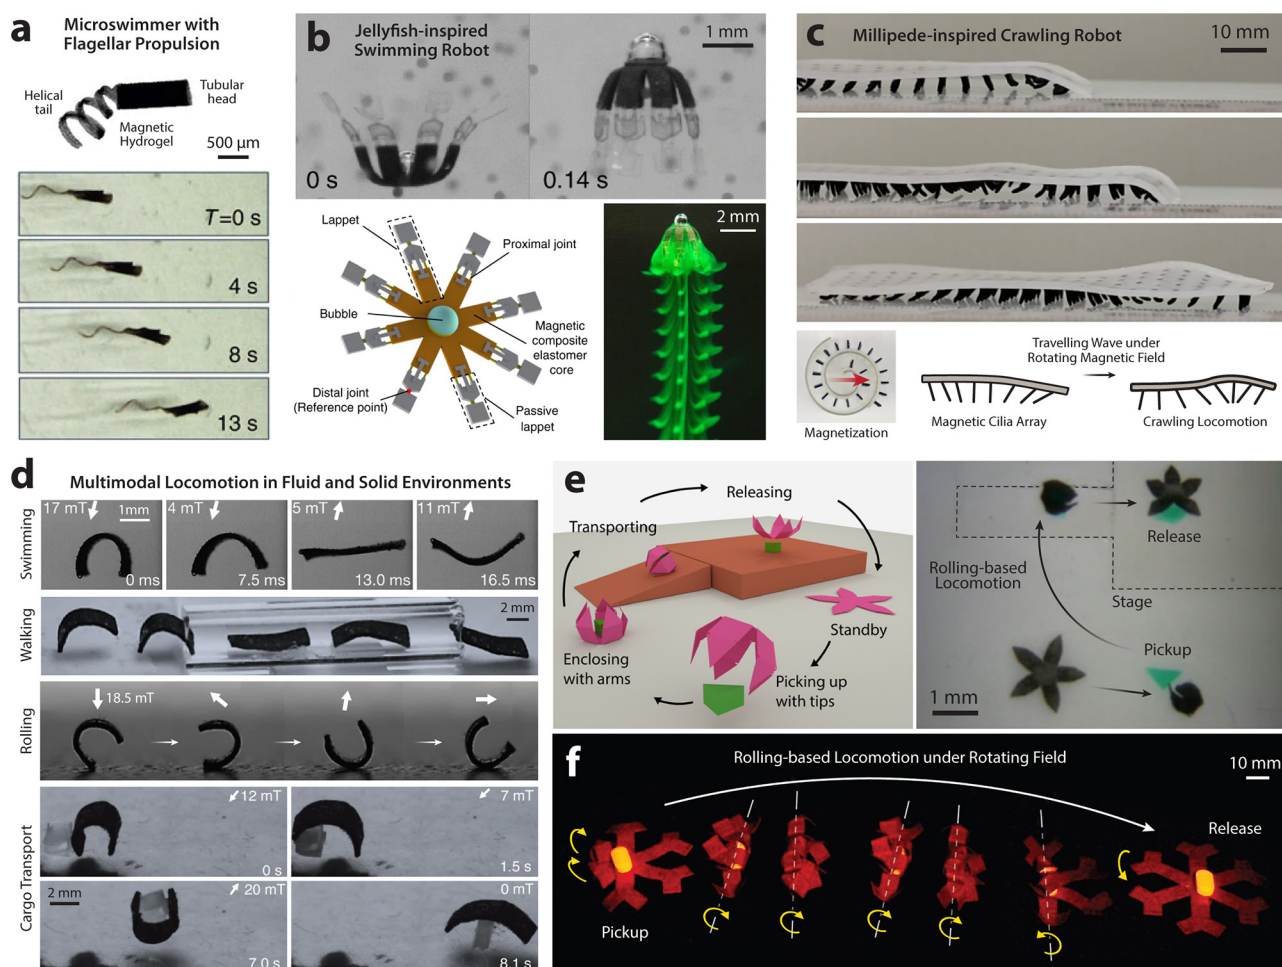 a
Microswimmer with
Flagellar Propulsion
Helical
tail
Tubular
head
Magnetic
Hydrogel
500 µm
T=0 s
4 s
8 s
13 s
b
Jellyfish-inspired
Swimming Robot
1 mm
0 s
0.14 s
Lappet
Proximal joint
Bubble
Magnetic
composite
elastomer
core
Distal joint
(Reference point)
Passive
lappet
2 mm
c
Millipede-inspired Crawling Robot
10 mm
Travelling Wave under
Rotating Magnetic Field
Magnetization
Magnetic Cilia Array
Crawling Locomotion
d
Multimodal Locomotion in Fluid and Solid Environments
Swimming
17 mT
1mm
0 ms
4 mT
7.5 ms
5 mT
13.0 ms
11 mT
16.5 ms
Walking
2 mm
Rolling
18.5 mT
Cargo Transport
12 mT
0 s
7 mT
1.5 s
2 mm
20 mT
7.0 s
0 mT
8.1 s
e
Releasing
Transporting
Standby
Enclosing
with arms
Picking up
with tips
Release
Rolling-based
Locomotion
Stage
Pickup
1 mm
f
Rolling-based Locomotion under Rotating Field
10 mm
Release
Pickup